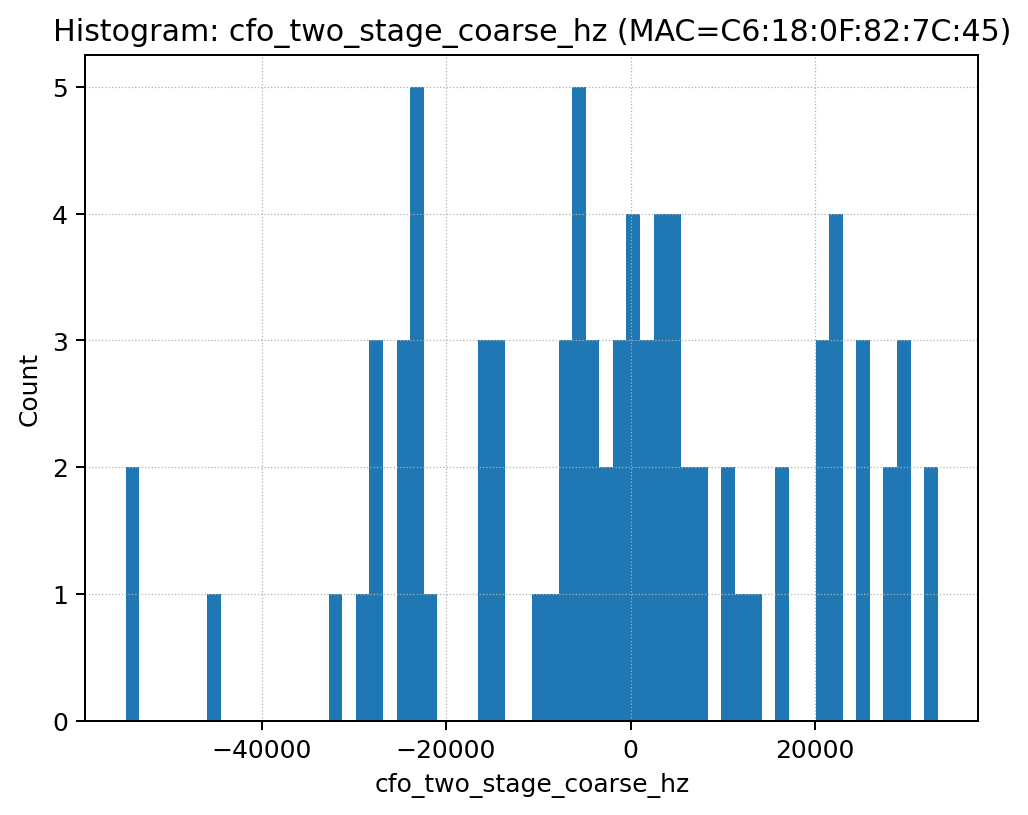 Histogram: cfo_two_stage_coarse_hz (MAC=C6:18:0F:82:7C:45)
5
4
3
2
1
0
Count
−40000 −20000 0 20000
cfo_two_stage_coarse_hz